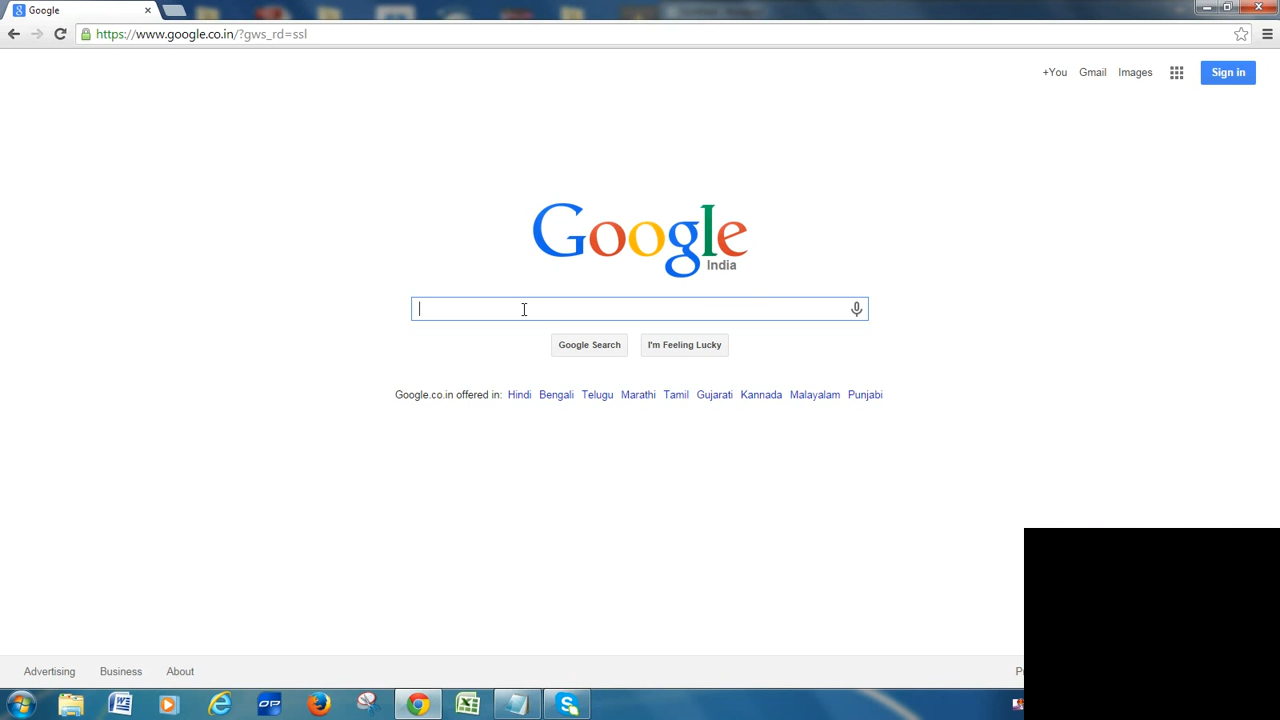 Google
https://www.google.co.in/?gws_rd=ssl
+You Gmail Images Sign in
Google
India
Google Search I'm Feeling Lucky
Google.co.in offered in: Hindi Bengali Telugu Marathi Tamil Gujarati Kannada Malayalam Punjabi
Advertising Business About